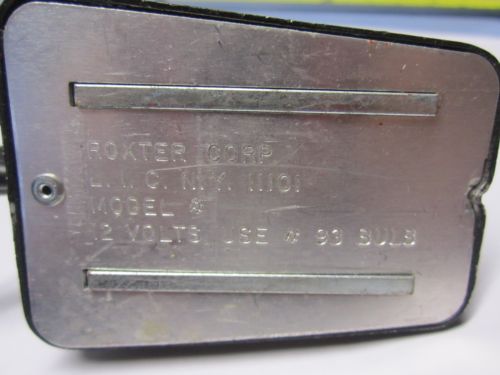 ROXTER CORP
L. I. C. N.Y. 11101
MODEL #
12 VOLTS USE # 93 BULB